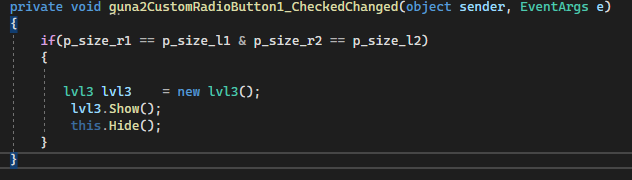 private void guna2CustomRadioButton1_CheckedChanged(object sender, EventArgs e)
{
if(p_size_r1 == p_size_l1 & p_size_r2 == p_size_l2)
{
lvl3 lvl3 = new lvl3();
lvl3.Show();
this.Hide();
}
}